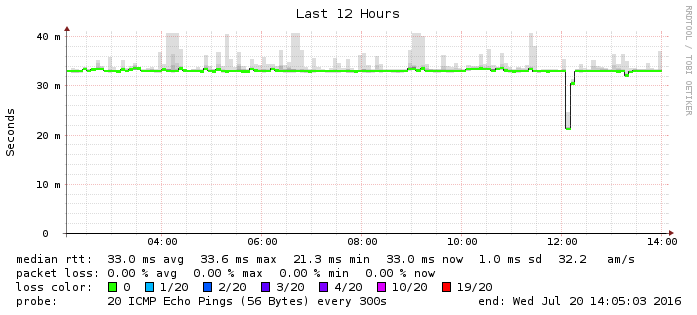 Last 12 Hours
RRDTOOL / TOBI OETIKER
Seconds
40 m
30 m
20 m
10 m
0
04:00 06:00 08:00 10:00 12:00 14:00
median rtt: 33.0 ms avg 33.6 ms max 21.3 ms min 33.0 ms now 1.0 ms sd 32.2 am/s
packet loss: 0.00 % avg 0.00 % max 0.00 % min 0.00 % now
loss color: 0 1/20 2/20 3/20 4/20 10/20 19/20
probe: 20 ICMP Echo Pings (56 Bytes) every 300s end: Wed Jul 20 14:05:03 2016